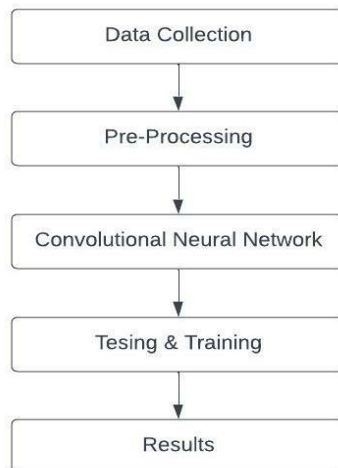 Data Collection
Pre-Processing
Convolutional Neural Network
Tesing & Training
Results